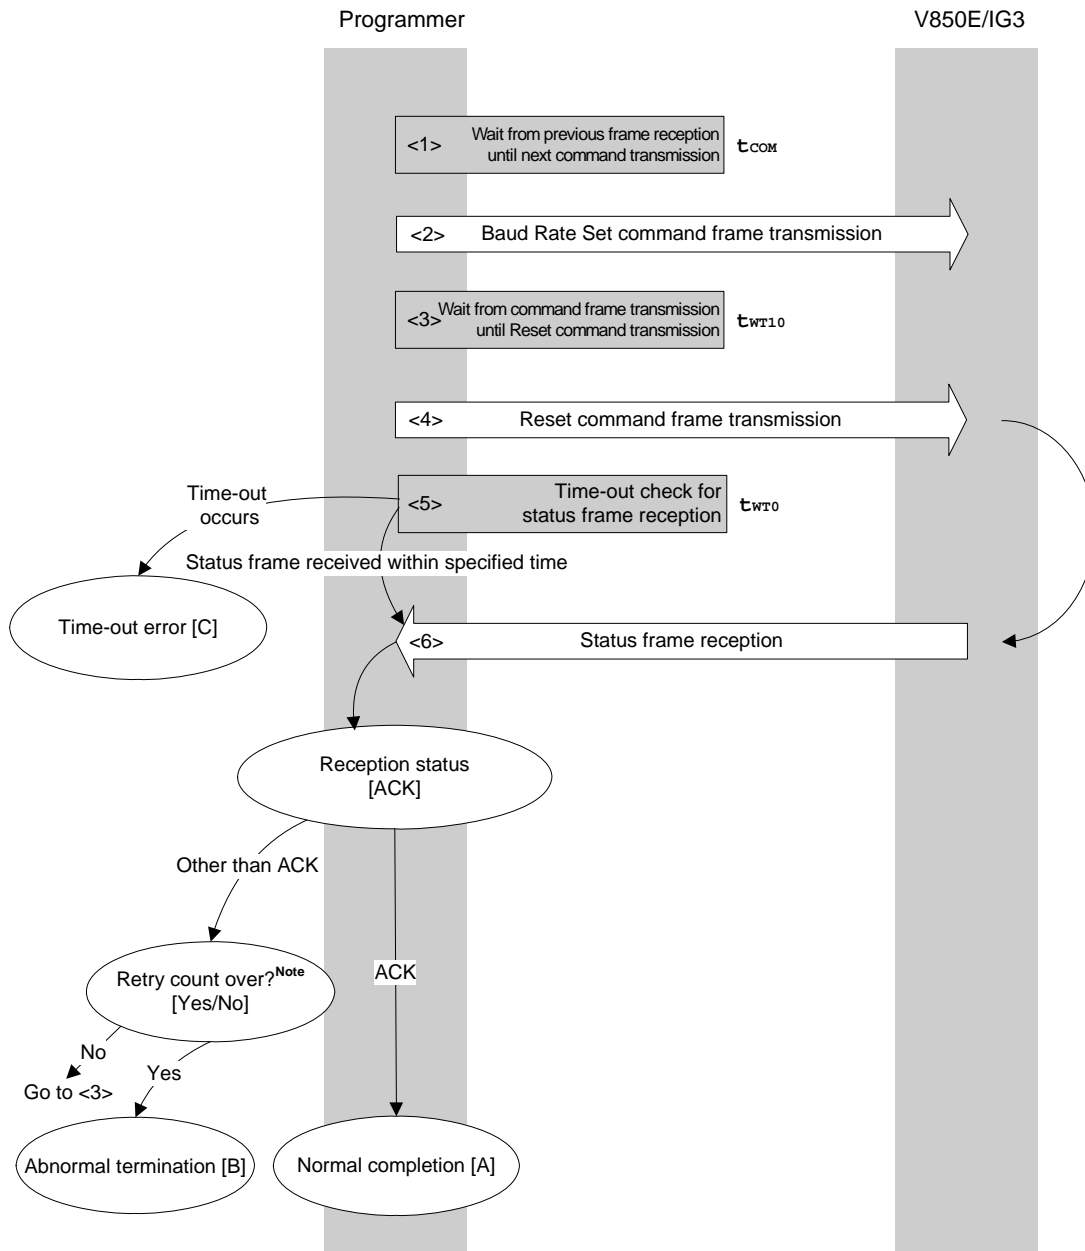 Programmer
V850E/IG3
<1>
Wait from previous frame reception
until next command transmission
tCOM
<2>
Baud Rate Set command frame transmission
<3>
Wait from command frame transmission
until Reset command transmission
tWT10
<4>
Reset command frame transmission
Time-out
occurs
<5>
Time-out check for
status frame reception
tWT0
Status frame received within specified time
Time-out error [C]
<6>
Status frame reception
Reception status
[ACK]
Other than ACK
ACK
Retry count over?Note
[Yes/No]
No
Yes
Go to <3>
Abnormal termination [B]
Normal completion [A]